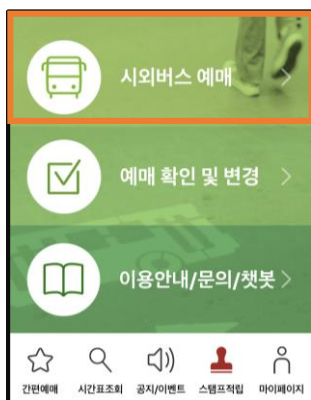 시외버스 예매
예매 확인 및 변경
이용안내/문의/챗봇
간편예매 시간표조회 공지/이벤트 스탬프적립 마이페이지